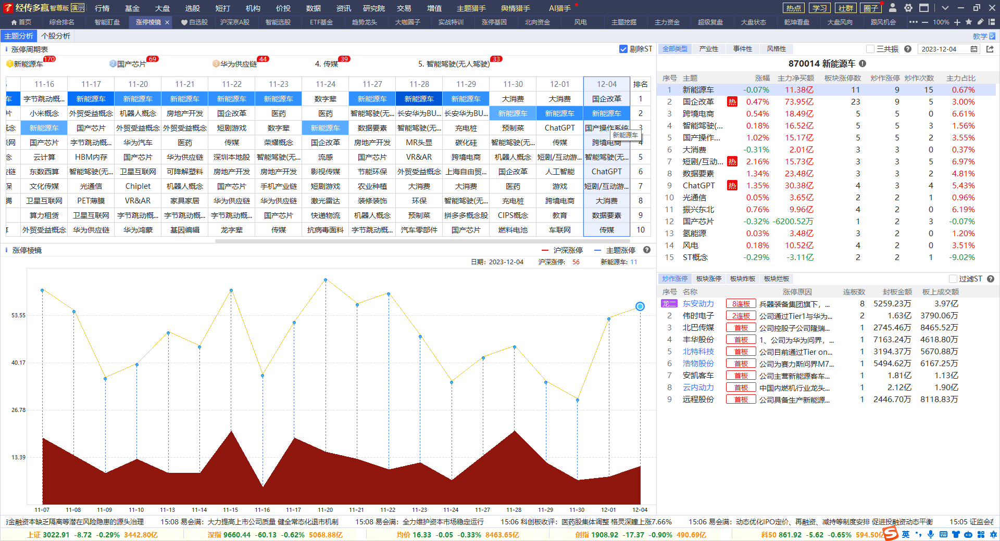 经传多赢 智尊版 演示 行情 基金 大盘 选股 短打 机构 价投 数据 资讯 研究院 交易 增值 主题猎手 舆情猎手 AI猎手 热点 学习 社群 圈子
首页 综合排名 智能盯盘 涨停棱镜 × 自选股 沪深京A股 智能选股 ETF基金 趋势龙头 大咖圈子 实战特训 涨停基因 北向资金 风电 主题挖掘 主力资金 超级复盘 大盘状态 乾坤看盘 大盘风向 跟风机会 100%
主题分析 个股分析 教学
涨停周期表 剔除ST
1 新能源车 170 2 国产芯片 69 3 华为供应链 44 4. 传媒 39 5. 智能驾驶(无人驾驶) 33
11-16 11-17 11-20 11-21 11-22 11-23 11-24 11-27 11-28 11-29 11-30 12-01 12-04 排名
车 字节跳动概... 新能源车 新能源车 新能源车 新能源车 新能源车 数字辈 新能源车 新能源车 新能源车 大消费 大消费 国企改革 1
片 小米概念 外贸受益概念 机器人概念 房地产开发 国企改革 医药 医药 智能驾驶(无... 长安华为BU... 长安华为BU... 新能源车 新能源车 新能源车 2
念 新能源车 国产芯片 外贸受益概念 外贸受益概念 短剧游戏 数字辈 新能源车 数据要素 智能驾驶(无... 充电桩 预制菜 ChatGPT 国产操作系统 3
网 国产芯片 字节跳动概... 华为汽车 医药 传媒 荣耀概念 国企改革 房地产开发 MR头显 碳化硅 智能驾驶(无... 传媒 跨境电商 4
新能源车
念 云计算 HBM内存 国产芯片 华为供应链 深圳本地股 智能驾驶(无... 流感 国产芯片 VR&AR 跨境电商 机器人概念 短剧/互动游... 智能驾驶(无... 5
链 东数西算 智能驾驶(无... 卫星互联网 可降解塑料 房地产开发 房地产开发 影视传媒 节能环保 外贸受益概念 上海自由贸... 国企改革 人工智能 ChatGPT 6
保 文化传媒 光通信 Chiplet 机器人概念 国产芯片 手机产业链 短剧游戏 农业种植 大消费 大消费 医药 游戏 短剧/互动游... 7
腾 卫星互联网 PET薄膜 VR&AR 家具家居 华为供应链 华为供应链 激光雷达 装修装饰 环保 智能驾驶(无... 充电桩 跨境电商 大消费 8
算力租赁 卫星互联网 字节跳动概... 字节跳动概... 字节跳动概... 国产芯片 快递物流 机器人概念 预制菜 拼多多概念股 CIPS概念 教育 数据要素 9
外贸受益概念 华为供应链 华为鸿蒙 基因编辑 龙字辈 传媒 抗病毒面料 字节跳动概... 汽车零部件 国产芯片 燃料电池 车联网 传媒 10
涨停棱镜 沪深涨停 主题涨停
日期: 2023-12-04 沪深涨停: 56 新能源车: 11
53.55
40.17
26.78
13.39
11-07 11-08 11-09 11-10 11-13 11-14 11-15 11-16 11-17 11-20 11-21 11-22 11-23 11-24 11-27 11-28 11-29 11-30 12-01 12-04
全部类型 产业性 事件性 风格性 三共振 2023-12-04
870014 新能源车
序号 主题 涨幅 主力净买额 板块涨停数 炒作涨停 炒作次数 主力占比
1 新能源车 -0.07% 11.38亿 11 9 15 0.67%
2 国企改革 热 0.47% 73.95亿 23 9 5 3.00%
3 跨境电商 0.54% 18.49亿 5 5 0 6.61%
4 智能驾驶(... 0.18% 16.52亿 5 5 3 1.56%
5 国产操作... 1.02% 15.17亿 5 5 2 3.55%
6 大消费 -0.31% 2.01亿 3 3 0 0.37%
7 短剧/互动... 热 2.16% 15.73亿 3 3 5 6.97%
8 数据要素 1.34% 23.48亿 3 3 2 4.81%
9 ChatGPT 热 1.35% 30.38亿 4 3 4 5.43%
10 光通信 0.05% 3.65亿 2 2 1 0.96%
11 振兴东北 0.76% 9.96亿 4 2 0 6.19%
12 国产芯片 -0.32% -6200.52万 1 2 3 -0.07%
13 氢能源 0.03% 3.48亿 3 2 0 1.20%
14 风电 0.18% 10.52亿 4 2 0 3.51%
15 ST概念 -0.29% -3.11亿 2 2 1 -9.02%
炒作涨停 板块涨停 板块炸板 板块烂板 过滤ST
序号 名称 涨停原因 连板数 封板金额 板上成交额
龙二 东安动力 8连板 兵器装备集团旗下，... 8 5259.23万 3.97亿
2 伟时电子 2连板 公司通过Tier1与华为... 2 1.63亿 3790.06万
3 北巴传媒 首板 公司控股子公司隆瑞... 1 2745.46万 8465.52万
4 丰华股份 首板 1、公司为华为问界，... 1 7163.24万 4618.80万
5 北特科技 首板 公司目前通过Tier on... 1 3194.37万 5670.88万
6 浩物股份 首板 公司为赛力斯问界M7... 1 5494.62万 6167.25万
7 安凯客车 首板 公司主营新能源客车... 1 1.81亿 1.13亿
8 云内动力 首板 中国内燃机行业龙头... 1 2.12亿 1.90亿
9 远程股份 首板 公司具备生产新能源... 1 2446.70万 8118.83万
金融资本缺乏隔离等潜在风险隐患的源头治理 15:08 易会满：大力提高上市公司质量 健全常态化退市机制 15:08 易会满：全力维护资本市场稳定运行 15:06 科创板收评：医药股集体调整 格灵深瞳上涨7.66% 15:06 易会满：动态优化IPO定价、再融资、减持等制度安排 促进投融资动态平衡 15:05 证监会
上证 3022.91 -8.72 -0.29% 3442.80亿 深指 9660.44 -60.13 -0.62% 5068.88亿 均价 16.33 -0.05 -0.33% 8463.65亿 创指 1908.92 -17.37 -0.90% 490.69亿 科50 861.92 -5.62 -0.65% 594.50亿 英